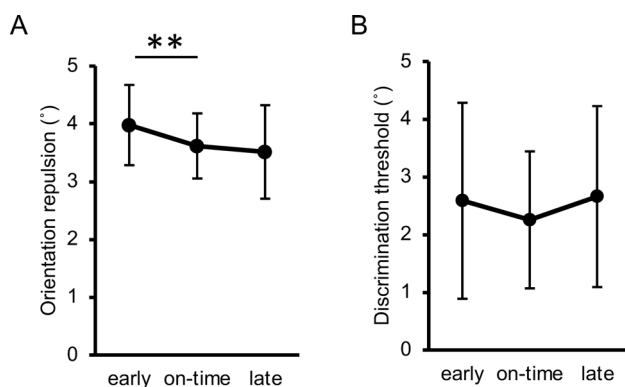 A
**
Orientation repulsion (°)
5
4
3
2
1
0
early on-time late
B
Discrimination threshold (°)
5
4
3
2
1
0
early on-time late